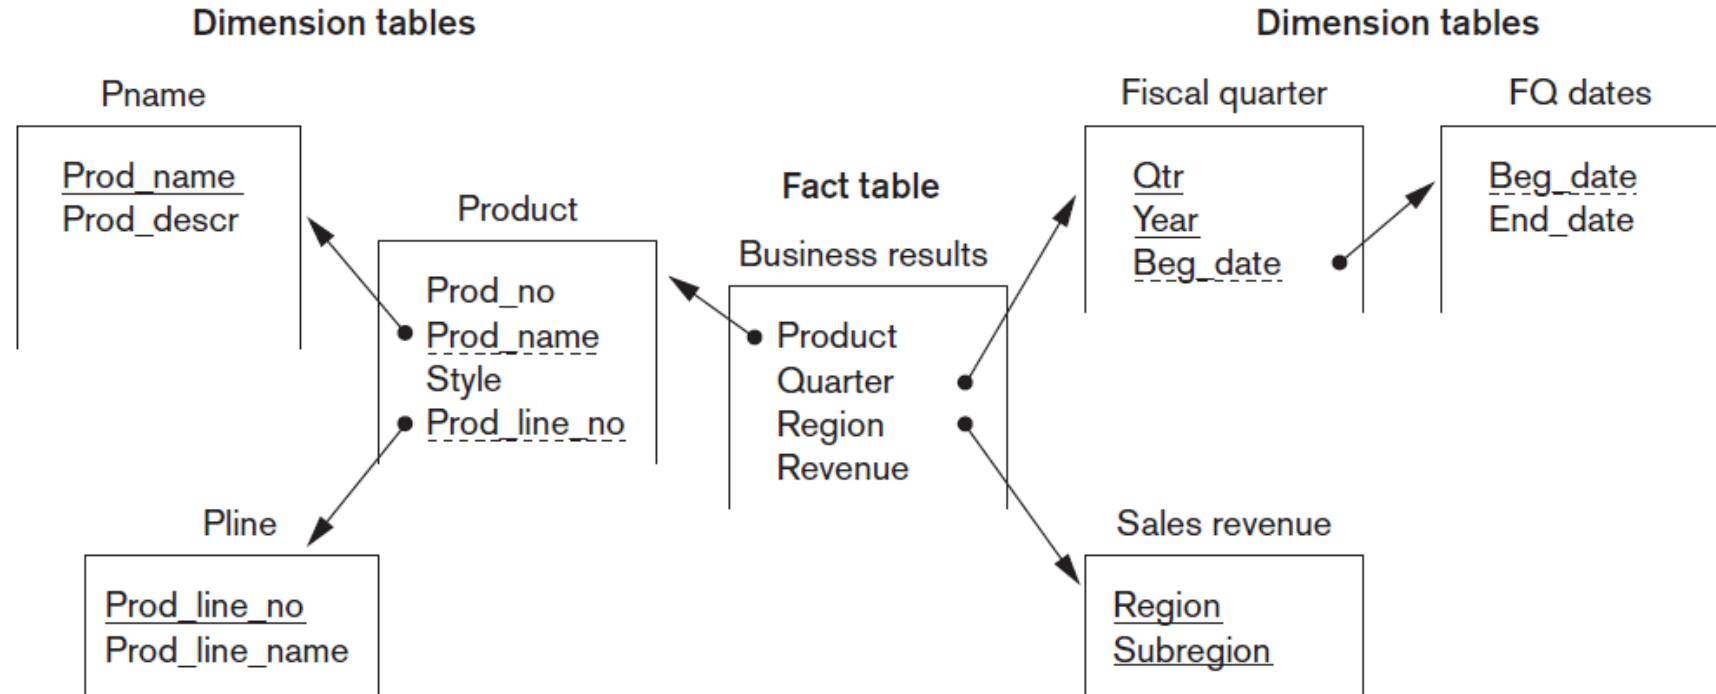 Dimension tables
Pname
Prod_name
Prod_descr
Product
Prod_no
Prod_name
Style
Prod_line_no
Pline
Prod_line_no
Prod_line_name
Fact table
Business results
Product
Quarter
Region
Revenue
Dimension tables
Fiscal quarter
Qtr
Year
Beg_date
FQ dates
Beg_date
End_date
Sales revenue
Region
Subregion